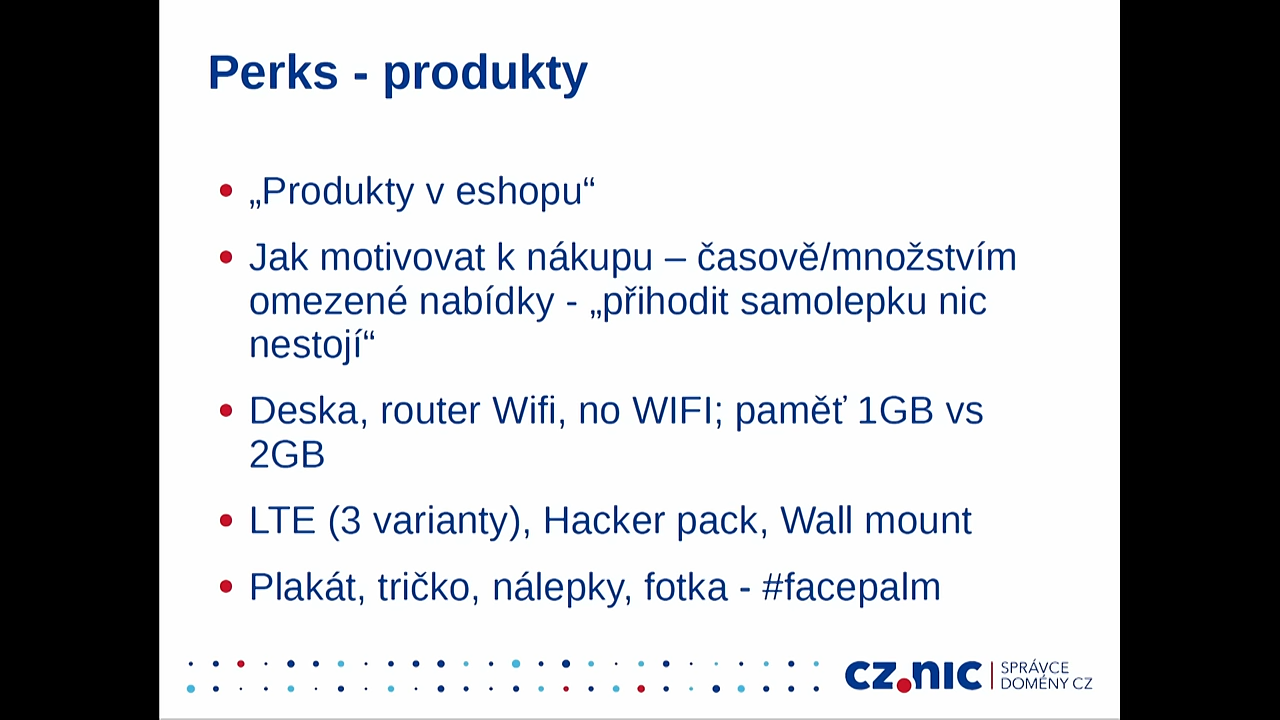 Perks - produkty
„Produkty v eshopu“
Jak motivovat k nákupu – časově/množstvím
omezené nabídky - „přihodit samolepku nic
nestojí“
Deska, router Wifi, no WIFI; paměť 1GB vs
2GB
LTE (3 varianty), Hacker pack, Wall mount
Plakát, tričko, nálepky, fotka - #facepalm
CZ.NIC | SPRÁVCE
DOMÉNY CZ